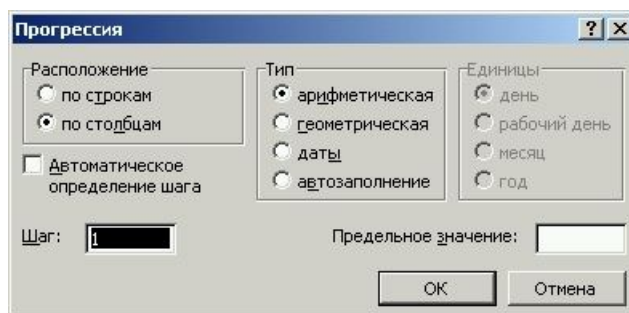 Прогрессия
Расположение
по строкам
по столбцам
Автоматическое
определение шага
Тип
арифметическая
геометрическая
даты
автозаполнение
Единицы
день
рабочий день
месяц
год
Шаг: 1
Предельное значение:
ОК
Отмена